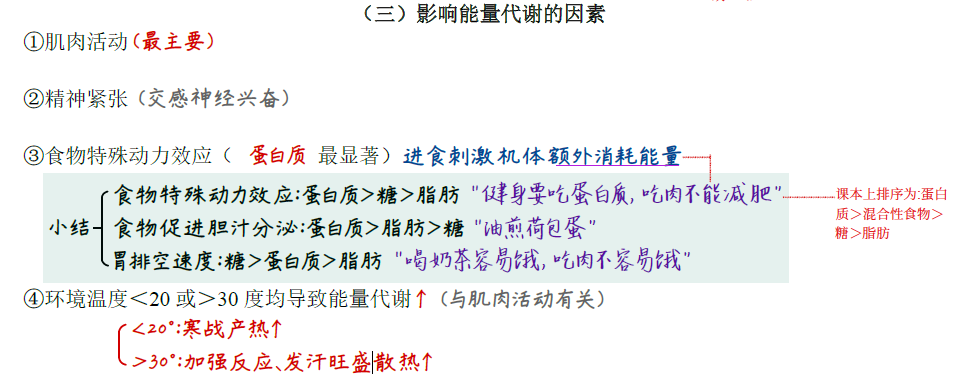 （三）影响能量代谢的因素
①肌肉活动（最主要）
②精神紧张（交感神经兴奋）
③食物特殊动力效应（ 蛋白质 最显著）进食刺激机体额外消耗能量
小结
食物特殊动力效应:蛋白质>糖>脂肪 "健身要吃蛋白质,吃肉不能减肥"
食物促进胆汁分泌:蛋白质>脂肪>糖 "油煎荷包蛋"
胃排空速度:糖>蛋白质>脂肪 "喝奶茶容易饿,吃肉不容易饿"
课本上排序为:蛋白
质＞混合性食物＞
糖＞脂肪
④环境温度＜20 或＞30 度均导致能量代谢↑（与肌肉活动有关）
<20°:寒战产热↑
>30°:加强反应、发汗旺盛散热↑